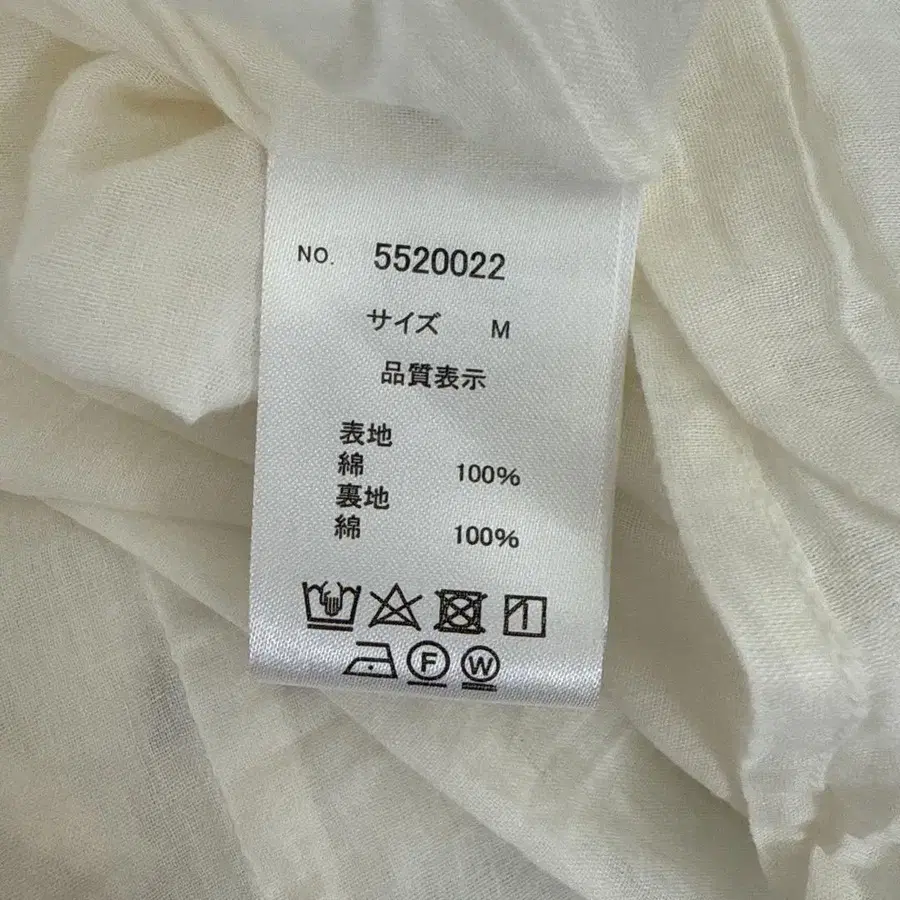 NO. 5520022
サイズ M
品質表示
表地
綿 100%
裏地
綿 100%
F W